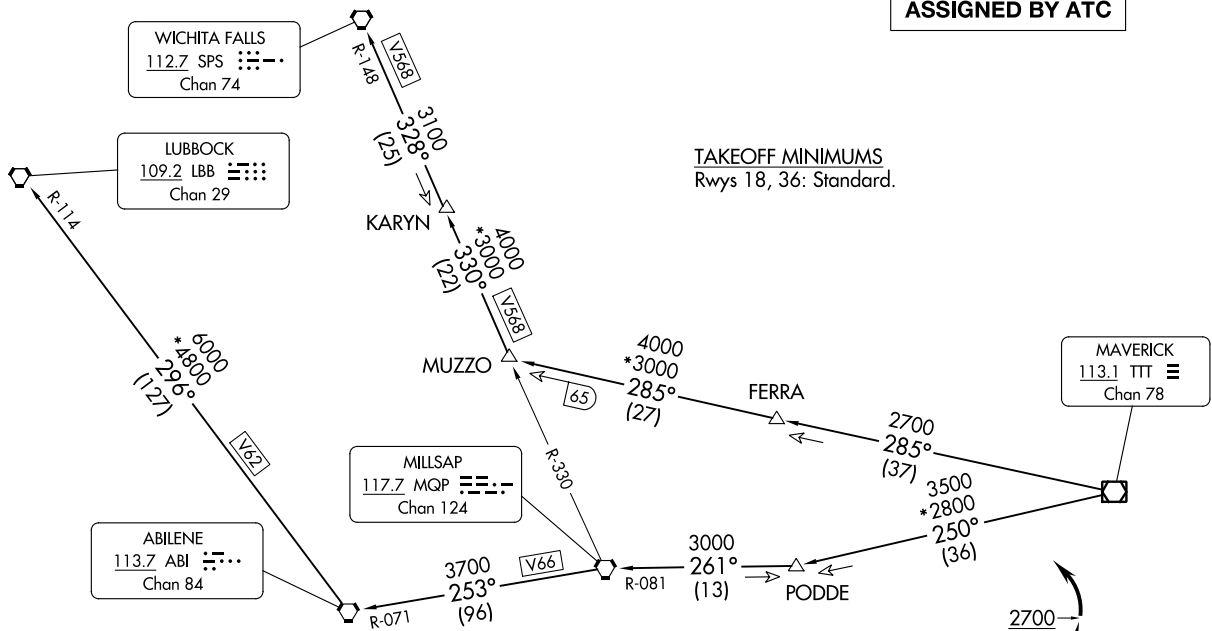 ASSIGNED BY ATC
WICHITA FALLS
112.7 SPS
Chan 74
R-148
V568
3100
328°
(25)
LUBBOCK
109.2 LBB
Chan 29
R-114
TAKEOFF MINIMUMS
Rwys 18, 36: Standard.
KARYN
4000
*3000
330°
(22)
V568
MUZZO
6000
*4800
296°
(127)
V62
4000
*3000
285°
(27)
65
FERRA
MAVERICK
113.1 TTT
Chan 78
2700
285°
(37)
R-330
MILLSAP
117.7 MQP
Chan 124
3500
*2800
250°
(36)
ABILENE
113.7 ABI
Chan 84
3700
V66
253°
(96)
R-071
3000
261°
(13)
R-081
PODDE
2700